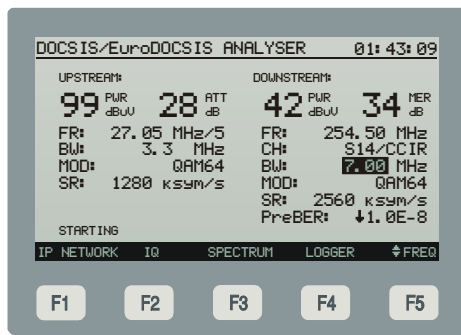 DOCSIS/EuroDOCSIS ANALYSER 01:43:09
UPSTREAM:
99 PWR dBuV 28 ATT dB
FR: 27.05 MHz/5
BW: 3.3 MHz
MOD: QAM64
SR: 1280 ksym/s
STARTING
DOWNSTREAM:
42 PWR dBuV 34 MER dB
FR: 254.50 MHz
CH: S14/CCIR
BW: 7.00 MHz
MOD: QAM64
SR: 2560 ksym/s
PreBER: ↓1.0E-8
IP NETWORK IQ SPECTRUM LOGGER ⬍FREQ
F1 F2 F3 F4 F5